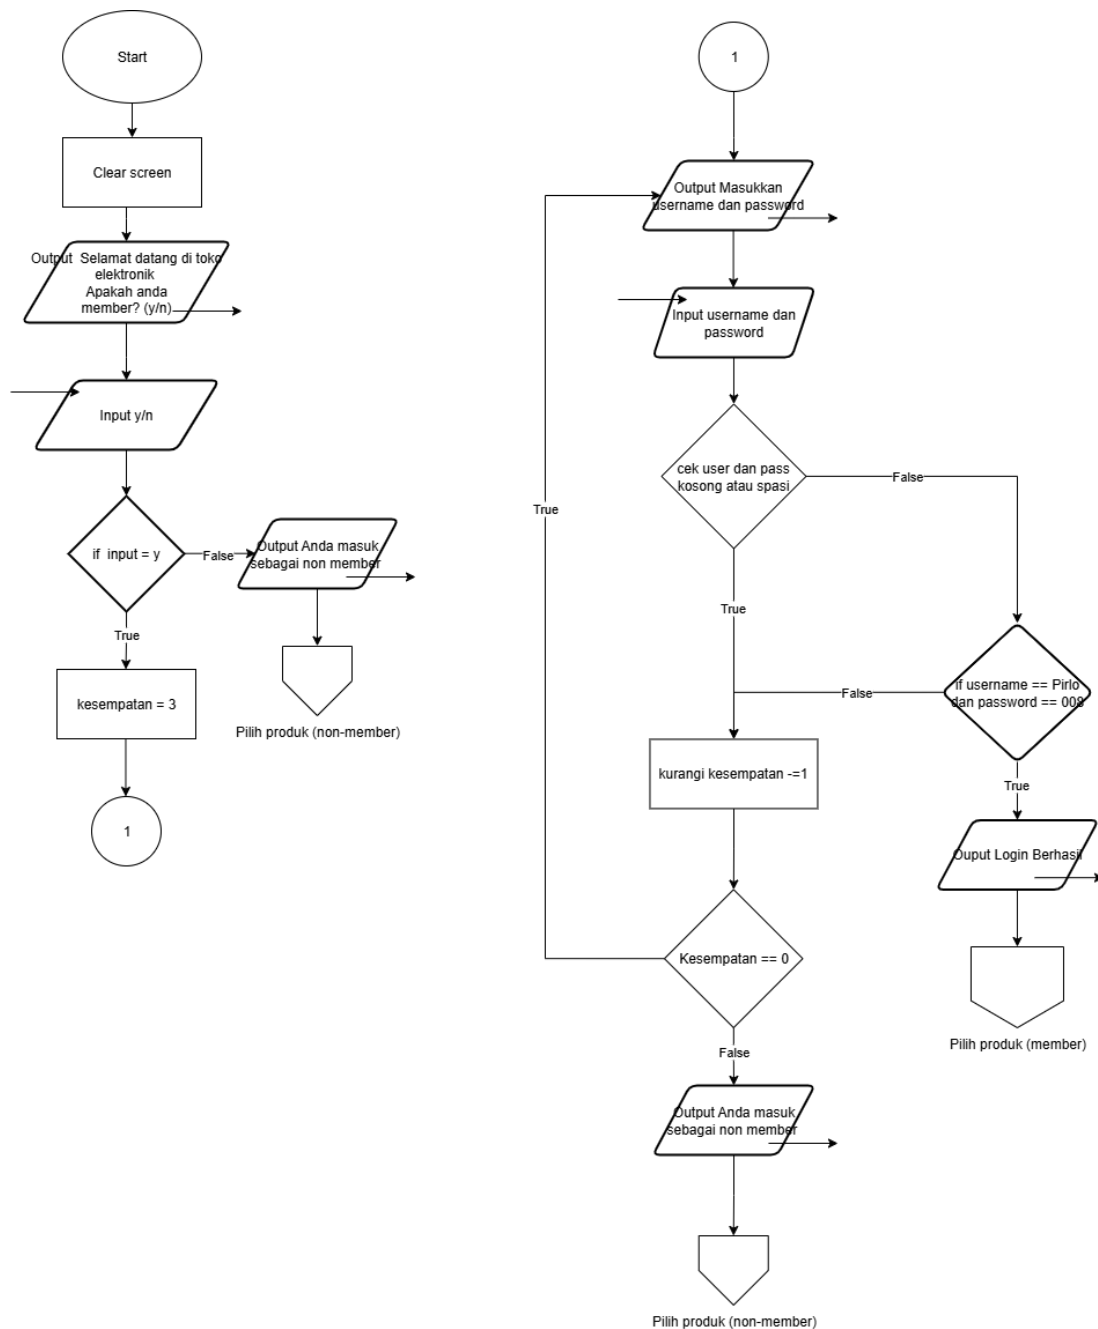 Start
Clear screen
Output  Selamat datang di toko
elektronik
Apakah anda
member? (y/n)
Input y/n
if  input = y
False
Output Anda masuk
sebagai non member
True
kesempatan = 3
Pilih produk (non-member)
1
1
Output Masukkan
username dan password
Input username dan
password
cek user dan pass
kosong atau spasi
False
True
True
if username == Pirlo
dan password == 008
False
kurangi kesempatan -=1
True
Ouput Login Berhasil
Kesempatan == 0
Pilih produk (member)
False
Output Anda masuk
sebagai non member
Pilih produk (non-member)